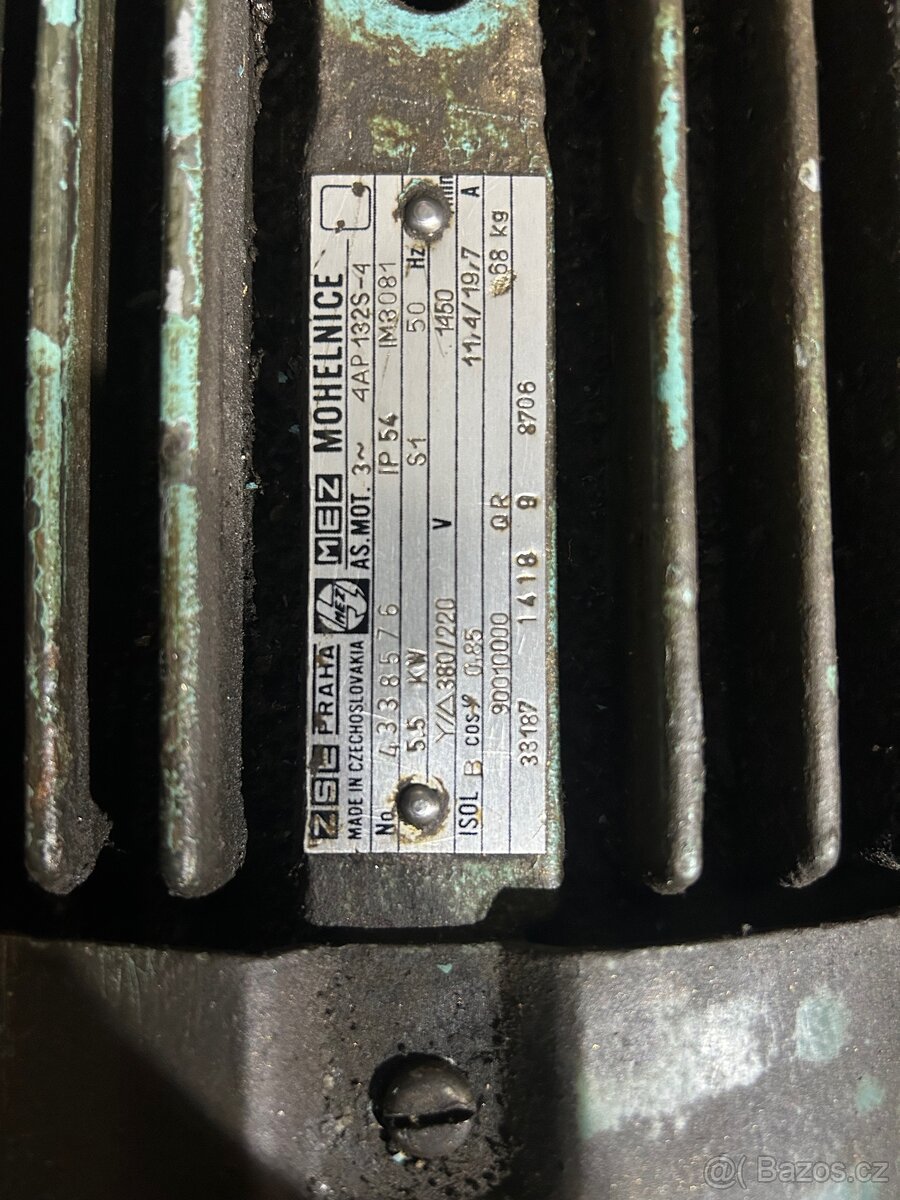 ZSE PRAHA MEZ MEZ MOHELNICE
MADE IN CZECHOSLOVAKIA AS.MOT. 3~ 4AP 132S-4
No 4338576 IP 54 IM3081
5.5 KW S1 50 Hz
Y/△380/220 V 1450 min
ISOL B cosφ 0,85 11,4/19,7 A
90010000 QR 68 kg
33187 1418 9 8706
@( Bazos.cz